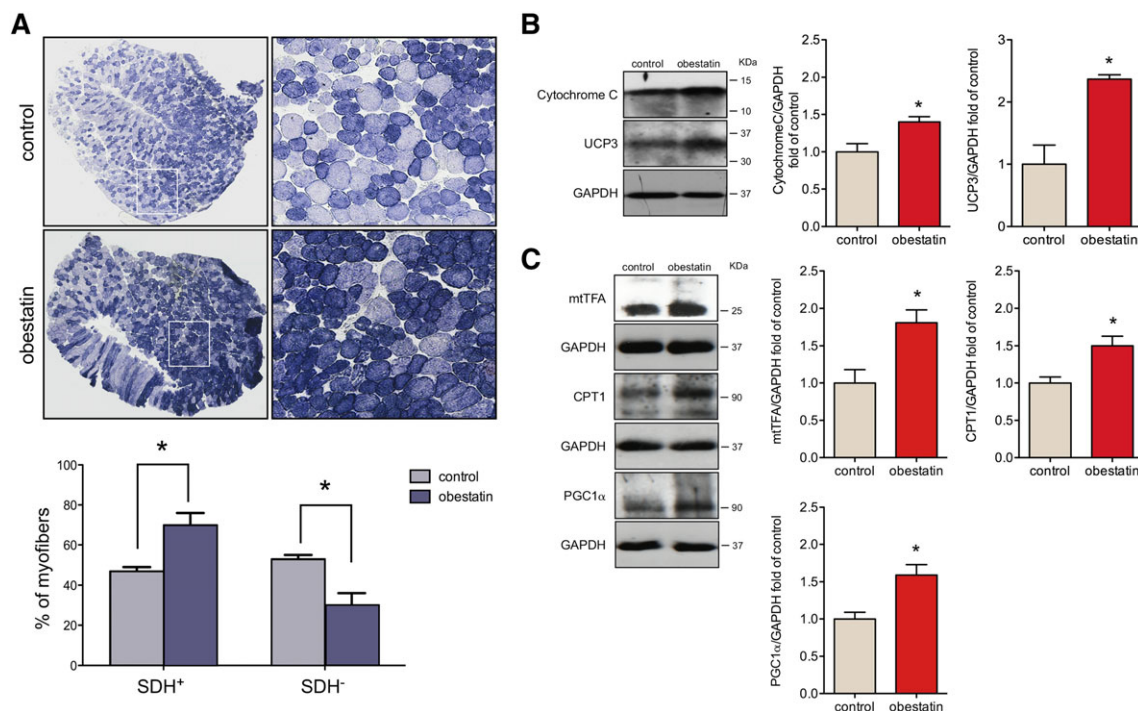 A
control
obestatin
100
80
60
40
20
0
% of myofibers
control
obestatin
*
*
SDH+
SDH-
B
control obestatin KDa
Cytochrome C
15
10
UCP3
37
30
GAPDH
37
CytochromeC/GAPDH
fold of control
2.5
2.0
1.5
1.0
0.5
0.0
*
control obestatin
UCP3/GAPDH fold of control
3
2
1
0
*
control obestatin
C
control obestatin KDa
mtTFA
25
GAPDH
37
CPT1
90
GAPDH
37
PGC1α
90
GAPDH
37
mtTFA/GAPDH fold of control
2.5
2.0
1.5
1.0
0.5
0.0
*
control obestatin
CPT1/GAPDH fold of control
2.5
2.0
1.5
1.0
0.5
0.0
*
control obestatin
PGC1α/GAPDH fold of control
2.5
2.0
1.5
1.0
0.5
0.0
*
control obestatin